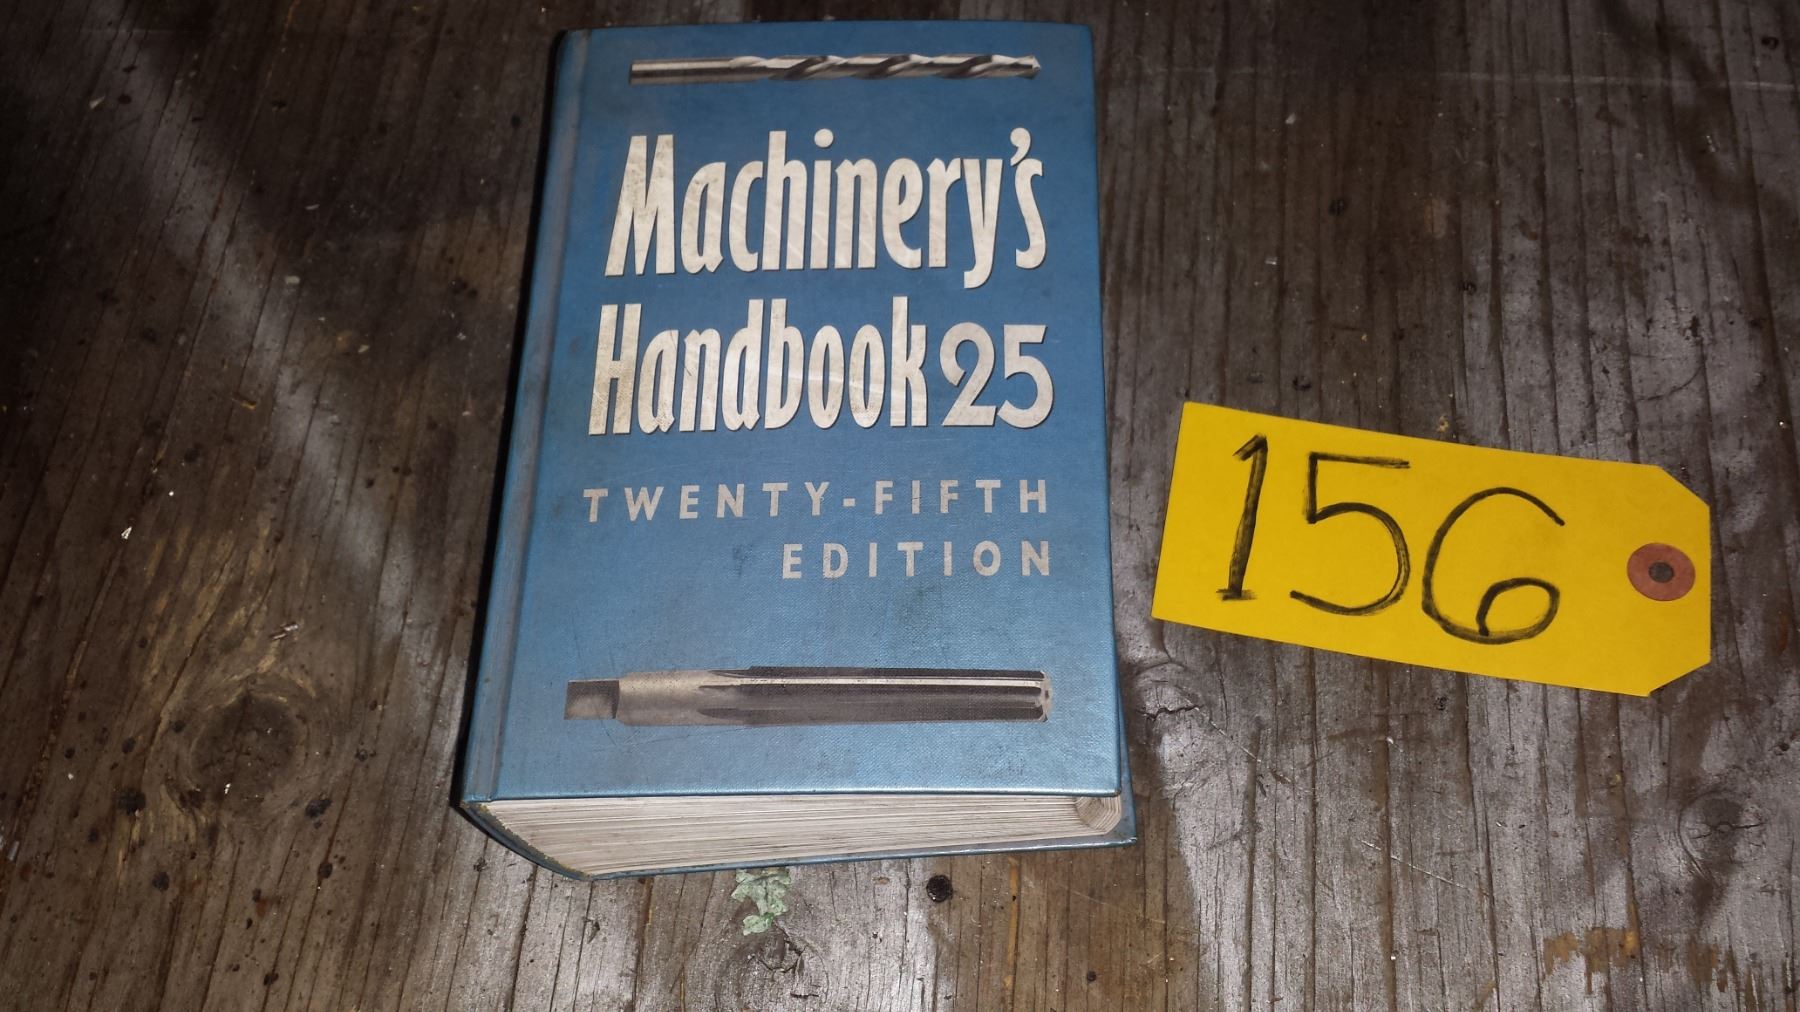 Machinery's
Handbook 25
TWENTY-FIFTH
EDITION
156